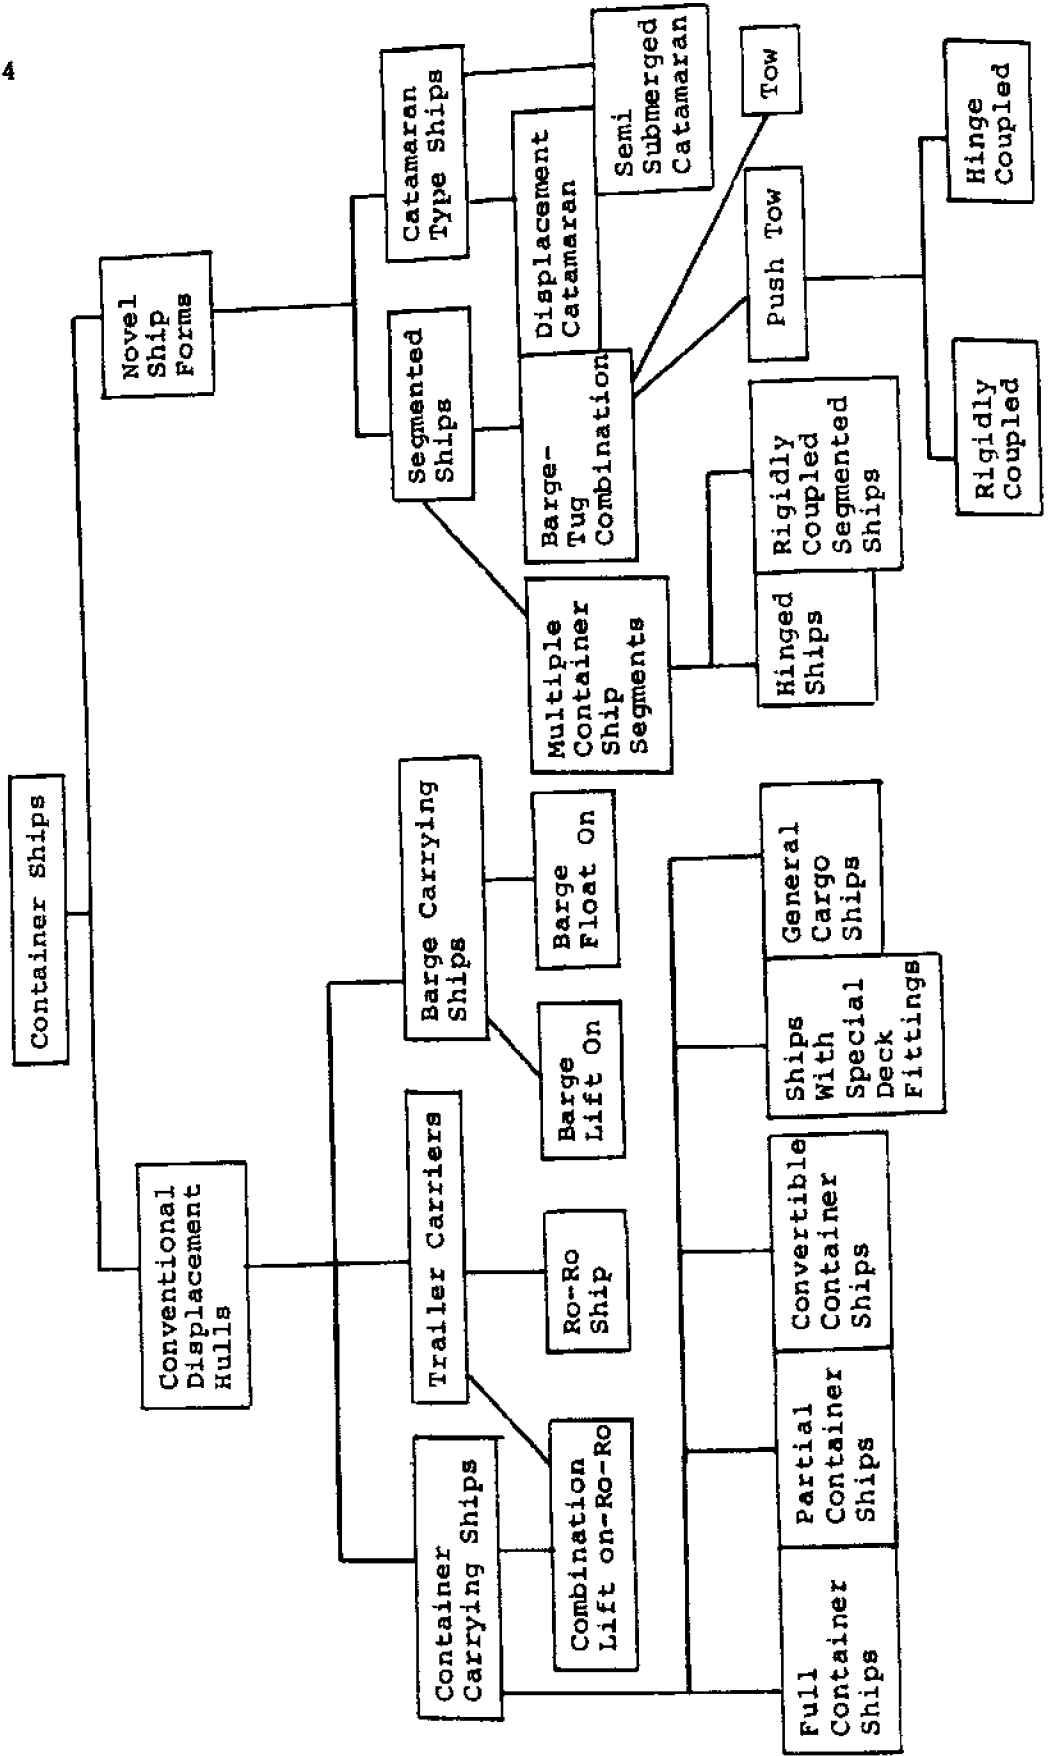 4
Container Ships
Conventional
Displacement
Hulls
Novel
Ship
Forms
Container
Carrying Ships
Trailer Carriers
Barge Carrying
Ships
Segmented
Ships
Catamaran
Type Ships
Combination
Lift on-Ro-Ro
Ro-Ro
Ship
Barge
Lift On
Barge
Float On
Multiple
Container
Ship
Segments
Barge-
Tug
Combination
Displacement
Catamaran
Semi
Submerged
Catamaran
Full
Container
Ships
Partial
Container
Ships
Convertible
Container
Ships
Ships
With
Special
Deck
Fittings
General
Cargo
Ships
Hinged
Ships
Rigidly
Coupled
Segmented
Ships
Push Tow
Tow
Rigidly
Coupled
Hinge
Coupled